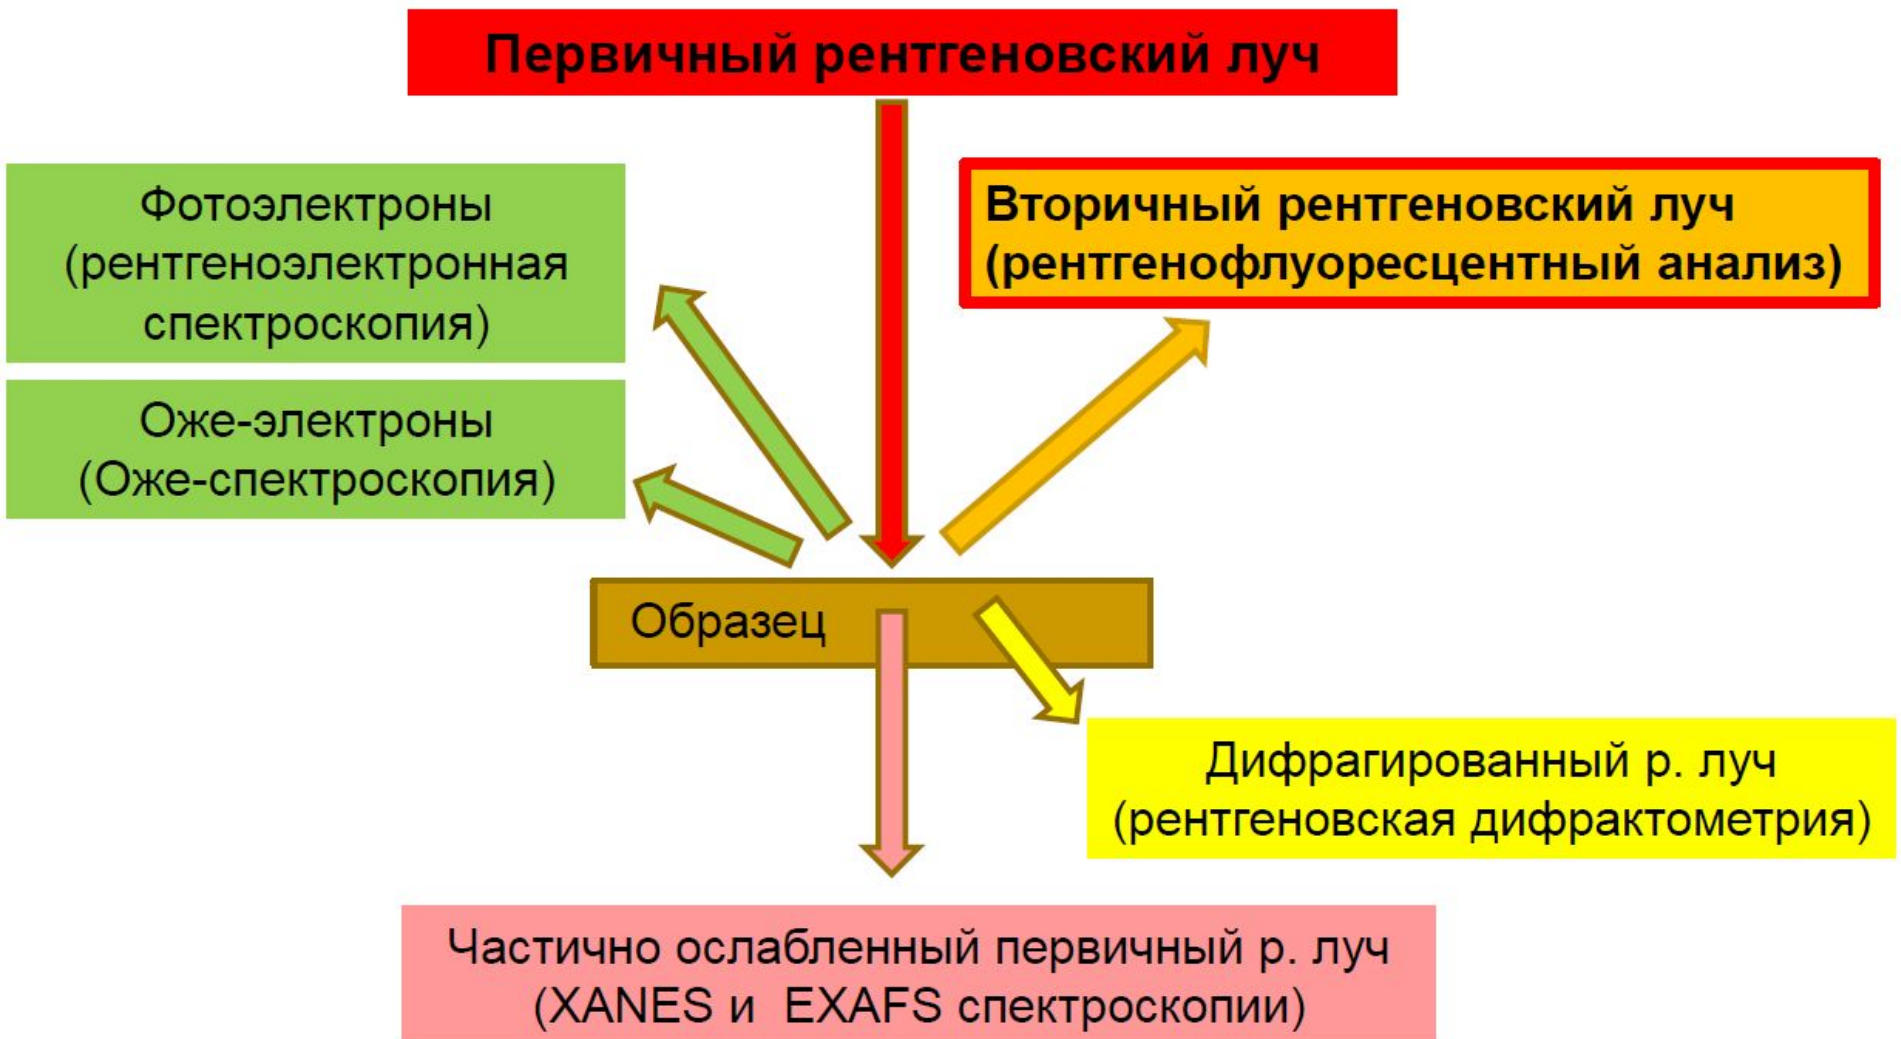 Первичный рентгеновский луч
Фотоэлектроны
(рентгеноэлектронная
спектроскопия)
Вторичный рентгеновский луч
(рентгенофлуоресцентный анализ)
Оже-электроны
(Оже-спектроскопия)
Образец
Дифрагированный р. луч
(рентгеновская дифрактометрия)
Частично ослабленный первичный р. луч
(XANES и EXAFS спектроскопии)